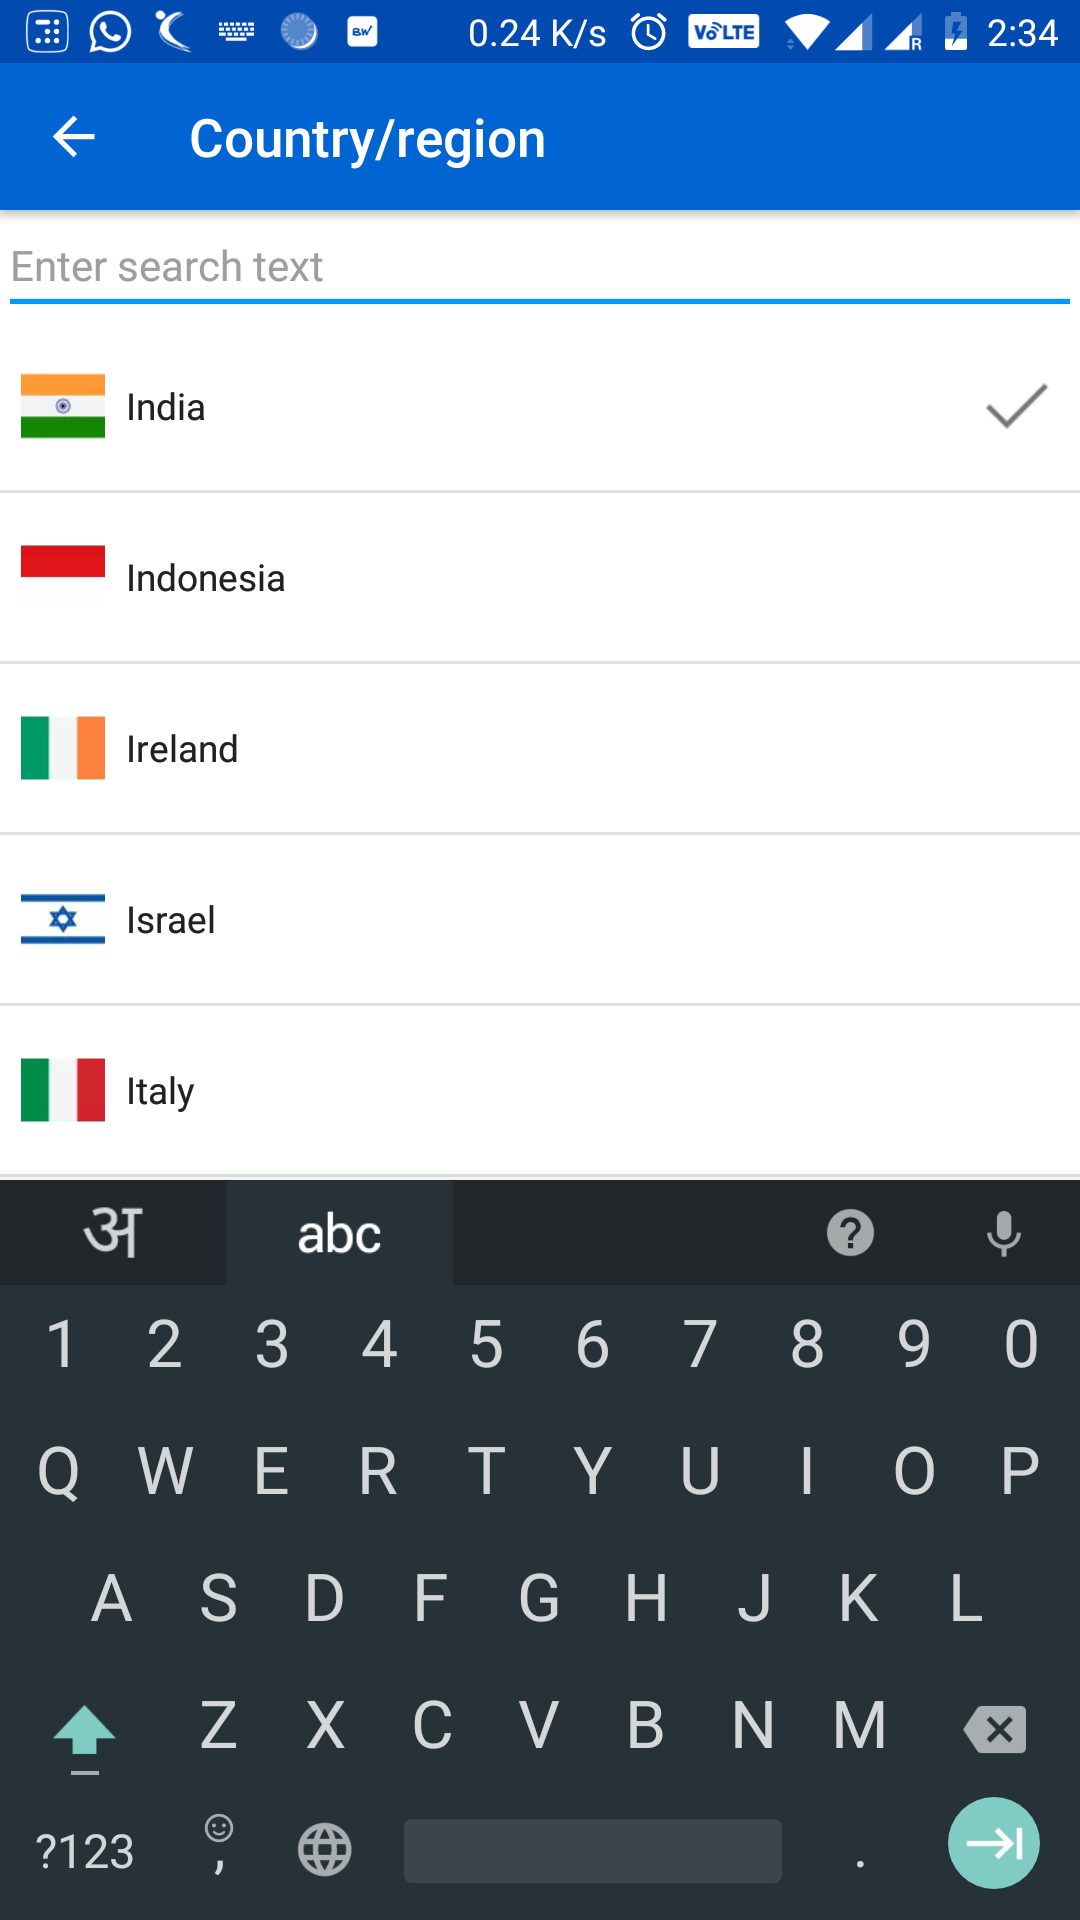 BW 0.24 K/s VoLTE R 2:34
Country/region
Enter search text
India
Indonesia
Ireland
Israel
Italy
अ abc ?
1 2 3 4 5 6 7 8 9 0
Q W E R T Y U I O P
A S D F G H J K L
Z X C V B N M
?123 , .